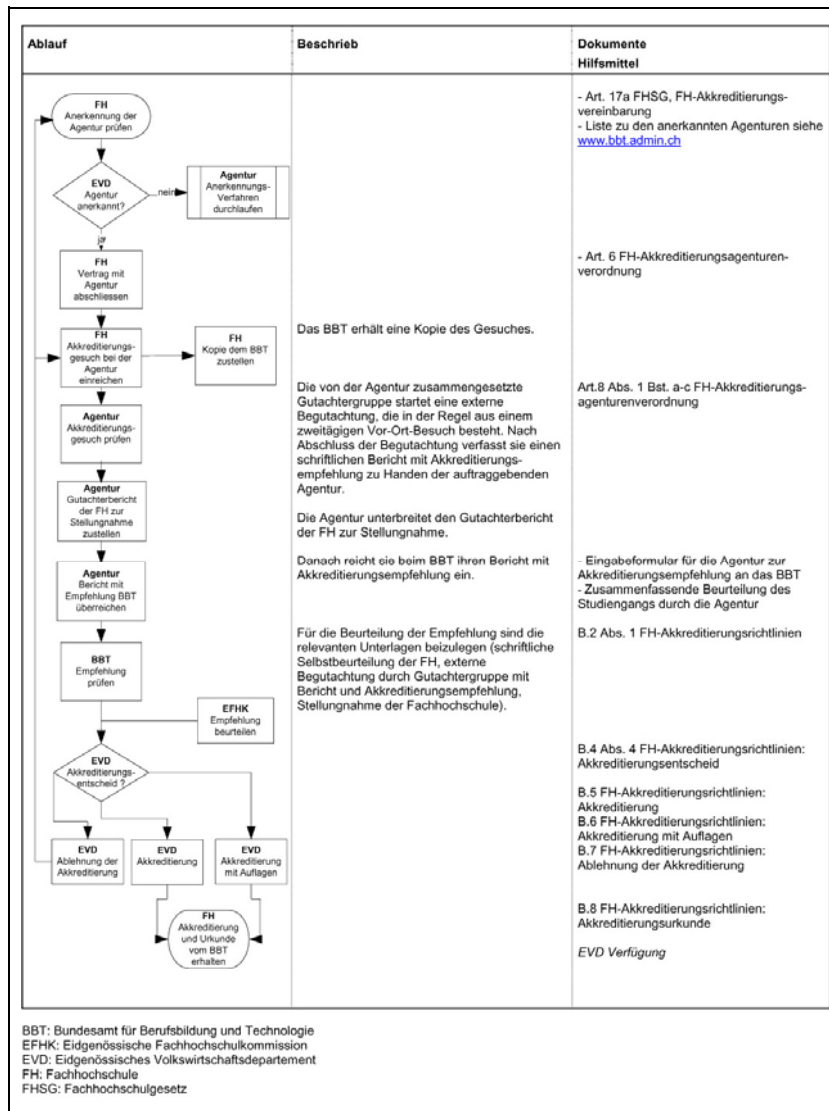 Ablauf
Beschrieb
Dokumente
Hilfsmittel
FH
Anerkennung der
Agentur prüfen
- Art. 17a FHSG, FH-Akkreditierungs-
vereinbarung
- Liste zu den anerkannten Agenturen siehe
www.bbt.admin.ch
EVD
Agentur
anerkannt?
nein
Agentur
Anerkennungs-
Verfahren
durchlaufen
ja
FH
Vertrag mit
Agentur
abschliessen
- Art. 6 FH-Akkreditierungsagenturen-
verordnung
FH
Akkreditierungs-
gesuch bei der
Agentur
einreichen
FH
Kopie dem BBT
zustellen
Das BBT erhält eine Kopie des Gesuches.
Agentur
Akkreditierungs-
gesuch prüfen
Die von der Agentur zusammengesetzte
Gutachtergruppe startet eine externe
Begutachtung, die in der Regel aus einem
zweitägigen Vor-Ort-Besuch besteht. Nach
Abschluss der Begutachtung verfasst sie einen
schriftlichen Bericht mit Akkreditierungs-
empfehlung zu Handen der auftraggebenden
Agentur.
Art.8 Abs. 1 Bst. a-c FH-Akkreditierungs-
agenturenverordnung
Agentur
Gutachterbericht
der FH zur
Stellungnahme
zustellen
Die Agentur unterbreitet den Gutachterbericht
der FH zur Stellungnahme.
Agentur
Bericht mit
Empfehlung BBT
überreichen
Danach reicht sie beim BBT ihren Bericht mit
Akkreditierungsempfehlung ein.
- Eingabeformular für die Agentur zur
Akkreditierungsempfehlung an das BBT
- Zusammenfassende Beurteilung des
Studiengangs durch die Agentur
BBT
Empfehlung
prüfen
Für die Beurteilung der Empfehlung sind die
relevanten Unterlagen beizulegen (schriftliche
Selbstbeurteilung der FH, externe
Begutachtung durch Gutachtergruppe mit
Bericht und Akkreditierungsempfehlung,
Stellungnahme der Fachhochschule).
B.2 Abs. 1 FH-Akkreditierungsrichtlinien
EFHK
Empfehlung
beurteilen
EVD
Akkreditierungs-
entscheid ?
B.4 Abs. 4 FH-Akkreditierungsrichtlinien:
Akkreditierungsentscheid
B.5 FH-Akkreditierungsrichtlinien:
Akkreditierung
B.6 FH-Akkreditierungsrichtlinien:
Akkreditierung mit Auflagen
B.7 FH-Akkreditierungsrichtlinien:
Ablehnung der Akkreditierung
EVD
Ablehnung der
Akkreditierung
EVD
Akkreditierung
EVD
Akkreditierung
mit Auflagen
FH
Akkreditierung
und Urkunde
vom BBT
erhalten
B.8 FH-Akkreditierungsrichtlinien:
Akkreditierungsurkunde
EVD Verfügung
BBT: Bundesamt für Berufsbildung und Technologie
EFHK: Eidgenössische Fachhochschulkommission
EVD: Eidgenössisches Volkswirtschaftsdepartement
FH: Fachhochschule
FHSG: Fachhochschulgesetz